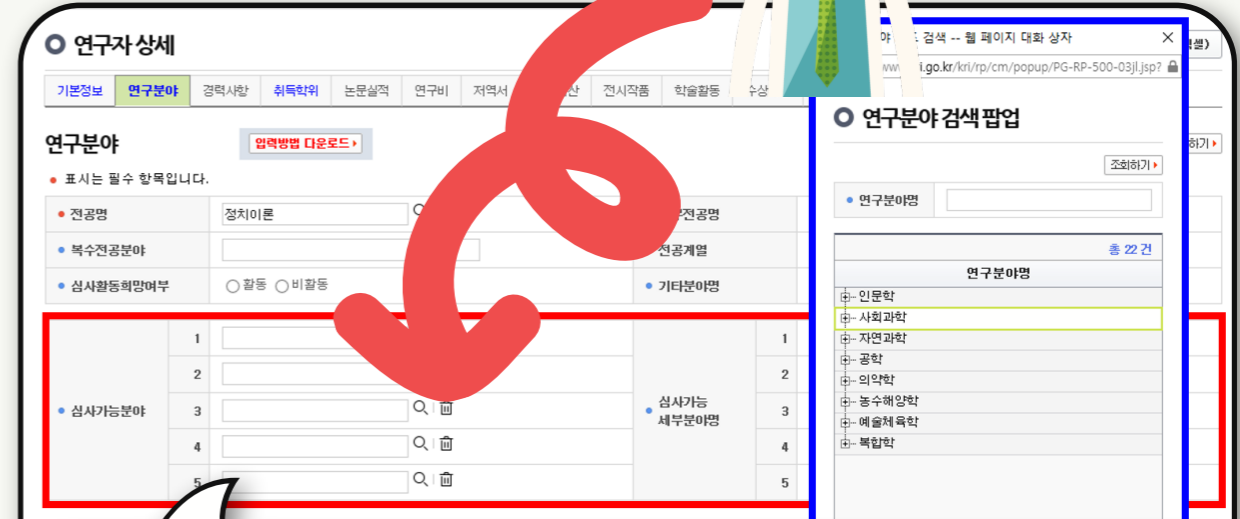 연구자 상세
기본정보 연구분야 경력사항 취득학위 논문실적 연구비 저역서 전시작품 학술활동 수상
연구분야 입력방법 다운로드
표시는 필수 항목입니다.
전공명 정치이론 전공명
복수전공분야 전공계열
심사활동희망여부 활동 비활동 기타분야명
심사가능분야
1
2
3
4
5
심사가능
세부분야명
1
2
3
4
5
검색 -- 웹 페이지 대화 상자
i.go.kr/kri/rp/cm/popup/PG-RP-500-03jl.jsp?
연구분야 검색 팝업
조회하기
연구분야명
총 22 건
연구분야명
인문학
사회과학
자연과학
공학
의약학
농수해양학
예술체육학
복합학